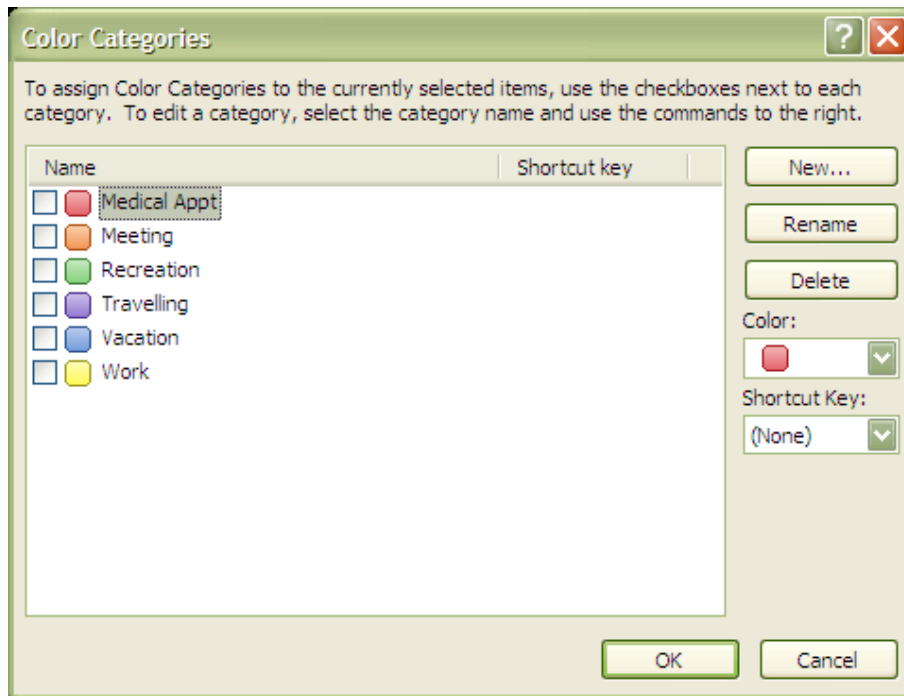 Color Categories
To assign Color Categories to the currently selected items, use the checkboxes next to each
category.  To edit a category, select the category name and use the commands to the right.
Name Shortcut key
Medical Appt
Meeting
Recreation
Travelling
Vacation
Work
New...
Rename
Delete
Color:
Shortcut Key:
(None)
OK Cancel